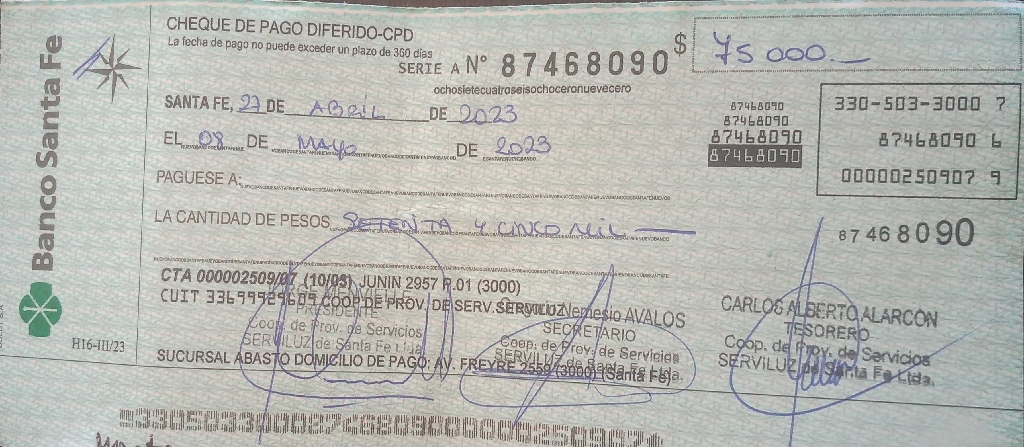 Banco Santa Fe
H16-III/23
CHEQUE DE PAGO DIFERIDO-CPD
La fecha de pago no puede exceder un plazo de 360 días
SERIE A Nº 87468090
ochosietecuatroseisochoceronuevecero
$ 75000.—
SANTA FE, 27 DE ABRIL DE 2023
EL 08 DE MAYO DE 2023
PAGUESE A:
LA CANTIDAD DE PESOS SETENTA Y CINCO MIL —
87468090
87468090
87468090
87468090
330-503-3000 7
87468090 6
00000250907 9
87468090
CTA 000002509/07 (10/05) JUNIN 2957 P.01 (3000)
CUIT 33699929609 COOP DE PROV. DE SERV.SERVILUZ
SUCURSAL ABASTO DOMICILIO DE PAGO: AV. FREYRE 2559 (3000) (Santa Fe)
PRESIDENTE
Coop. de Prov. de Servicios
SERVILUZ de Santa Fe Ltda.
Nemesio AVALOS
SECRETARIO
Coop. de Prov. de Servicios
SERVILUZ de Santa Fe Ltda.
CARLOS ALBERTO ALARCÓN
TESORERO
Coop. de Prov. de Servicios
SERVILUZ de Santa Fe Ltda.